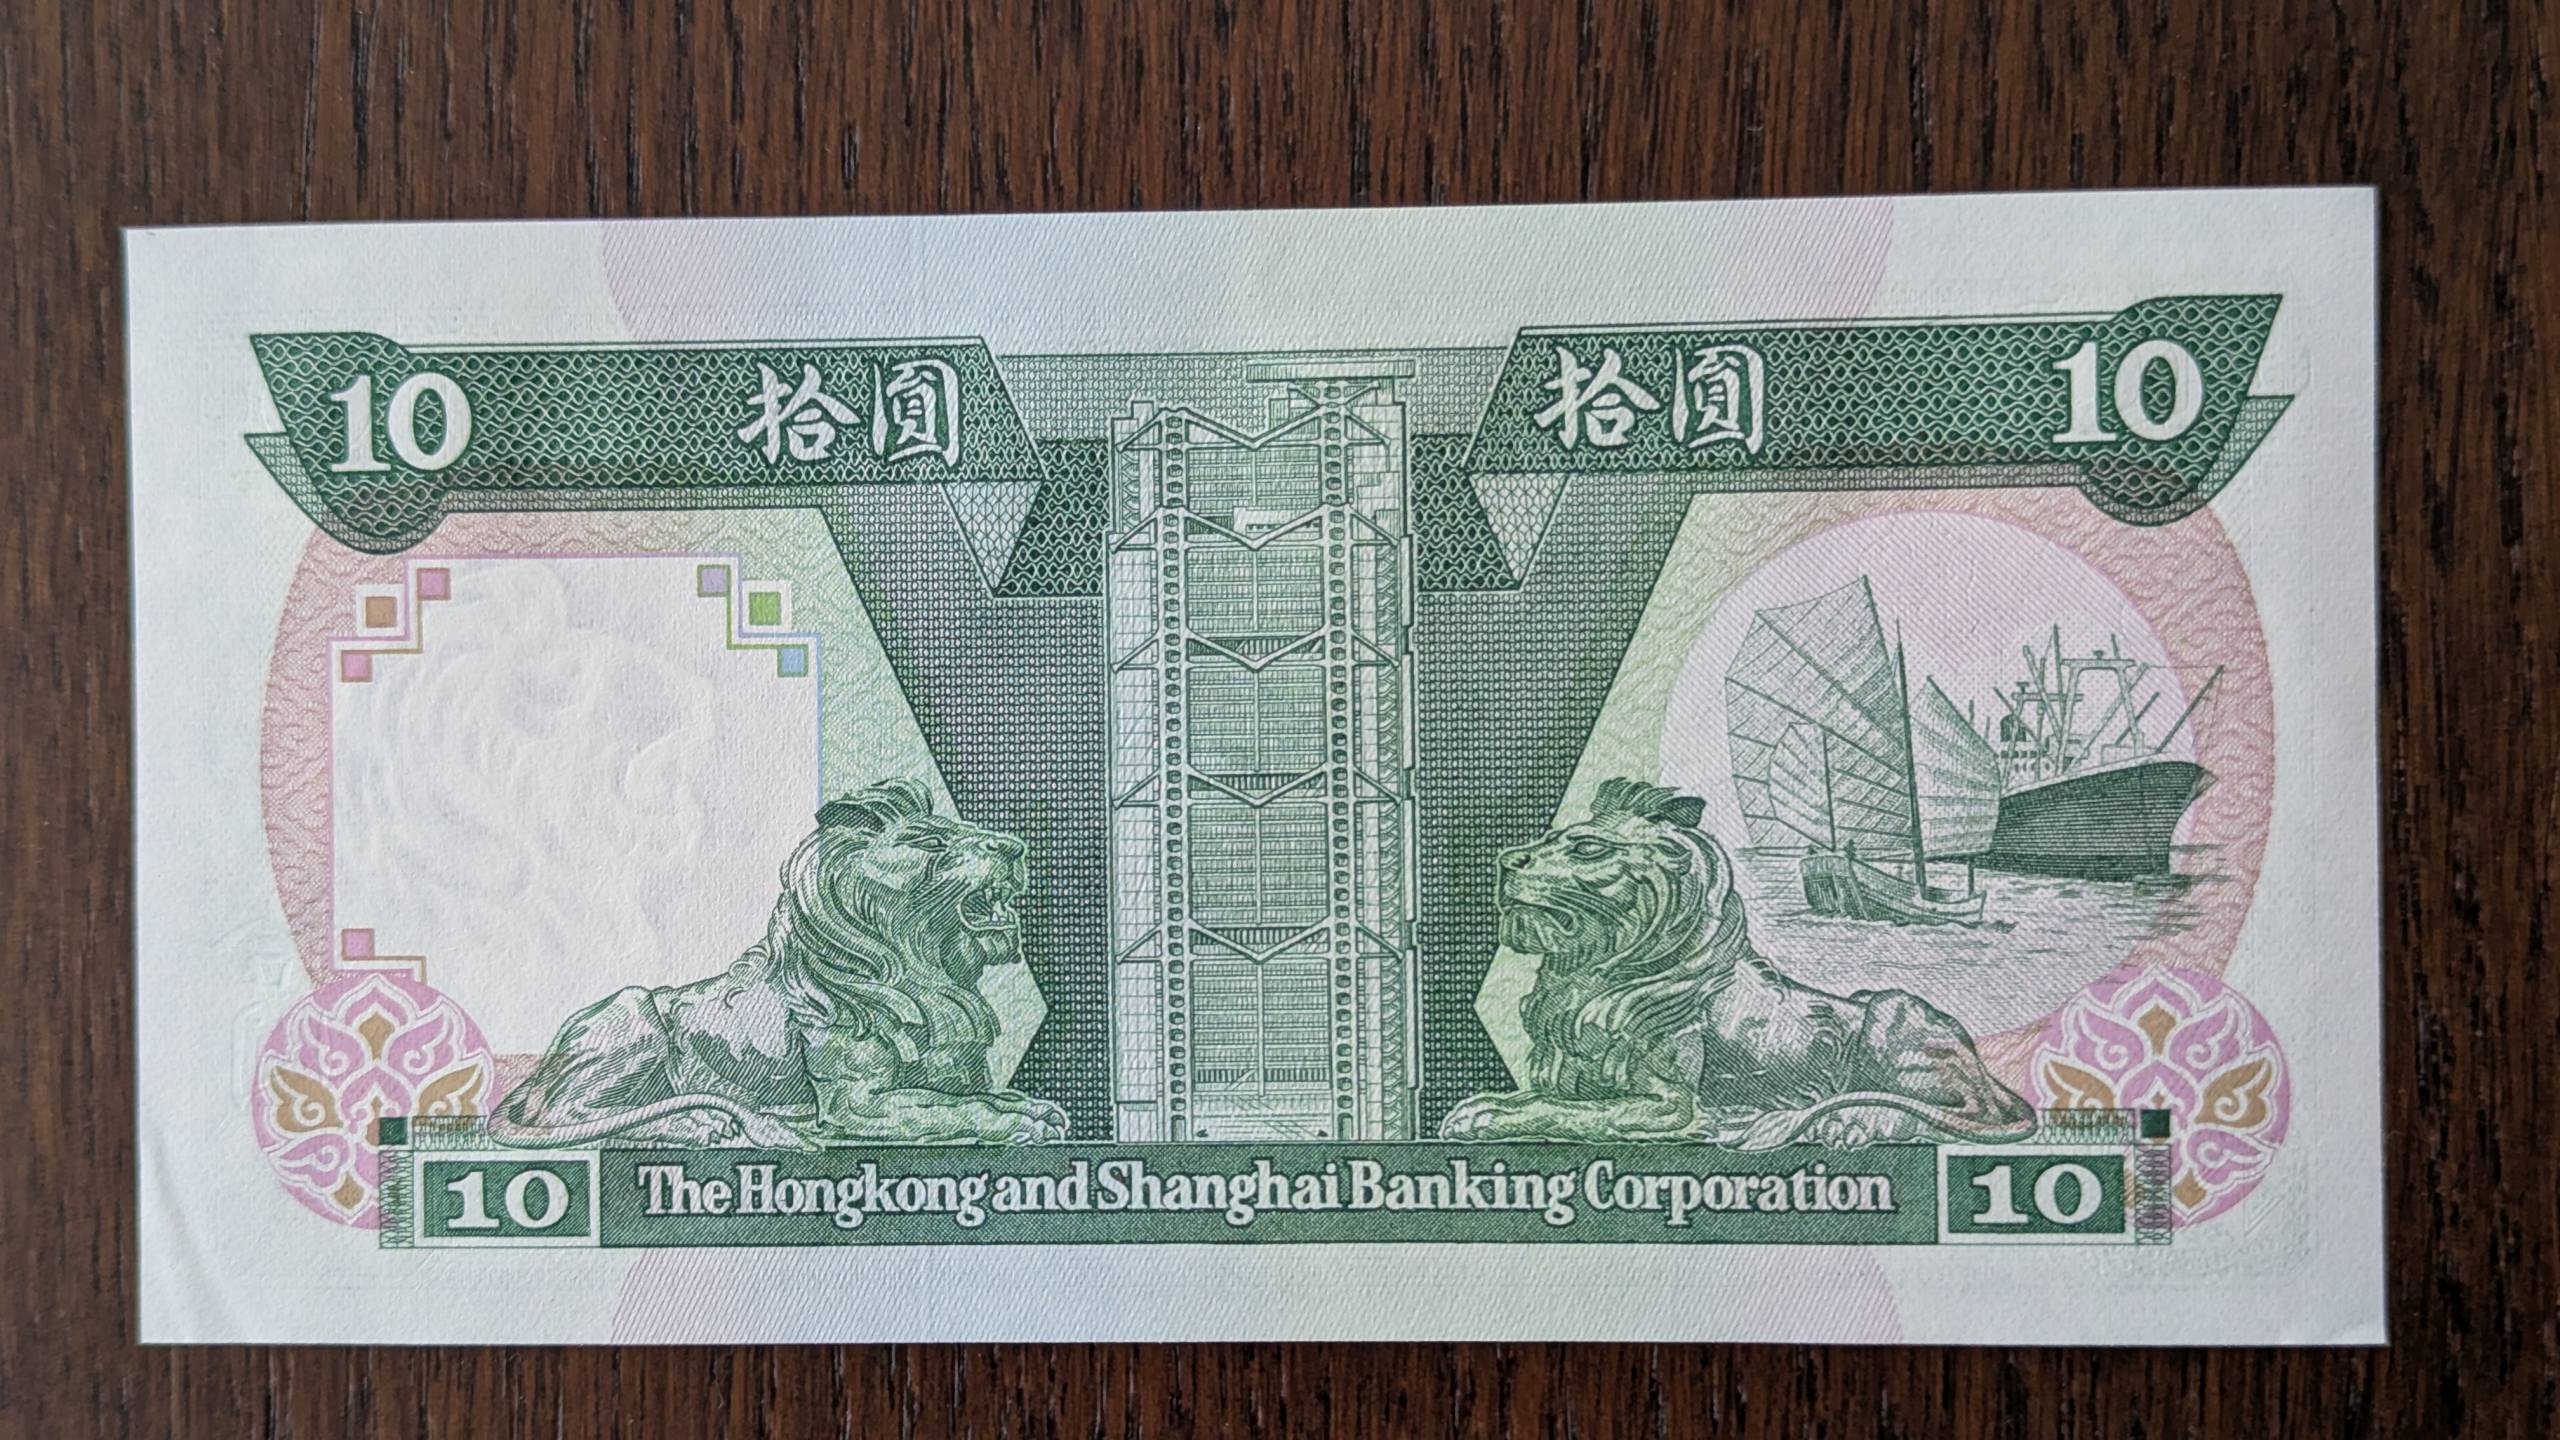 10 拾圓 拾圓 10
10 The Hongkong and Shanghai Banking Corporation 10